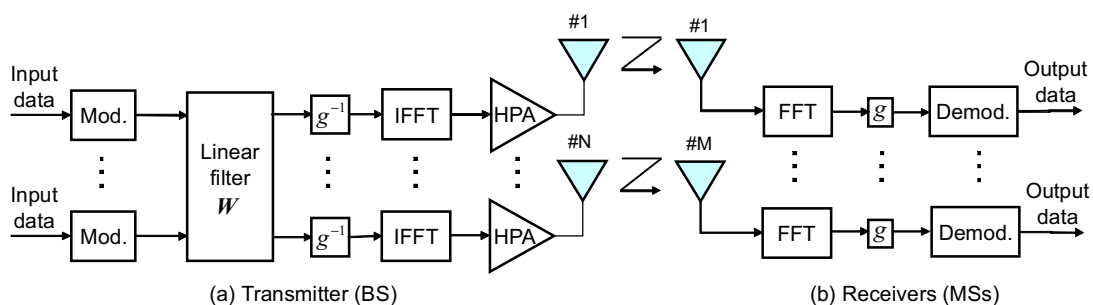 #1
#1
Input
data
Mod.
g⁻¹
IFFT
HPA
FFT
g
Demod.
Output
data
Linear
filter
W
#N
#M
Input
data
Mod.
g⁻¹
IFFT
HPA
FFT
g
Demod.
Output
data
(a) Transmitter (BS)
(b) Receivers (MSs)